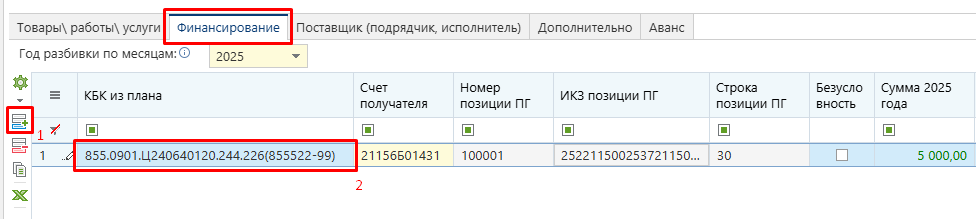 Товары\ работы\ услуги Финансирование Поставщик (подрядчик, исполнитель) Дополнительно Аванс
Год разбивки по месяцам: 2025
КБК из плана
Счет получателя
Номер позиции ПГ
ИКЗ позиции ПГ
Строка позиции ПГ
Безусло
вность
Сумма 2025 года
1
1 855.0901.Ц240640120.244.226(855522-99) 21156Б01431 100001 252211500253721150... 30 5 000,00
2